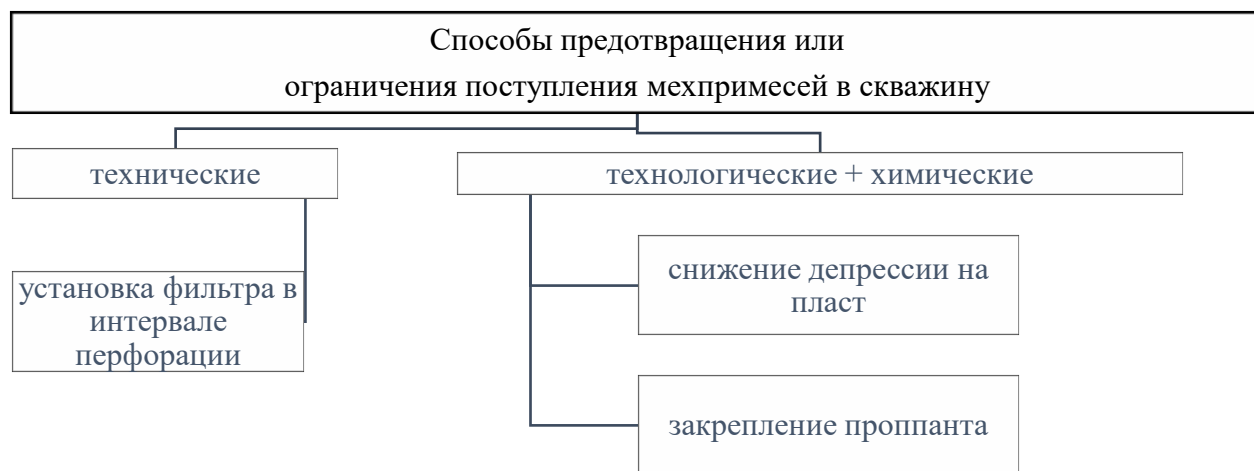 Способы предотвращения или
ограничения поступления мехпримесей в скважину
технические
технологические + химические
установка фильтра в
интервале
перфорации
снижение депрессии на
пласт
закрепление проппанта